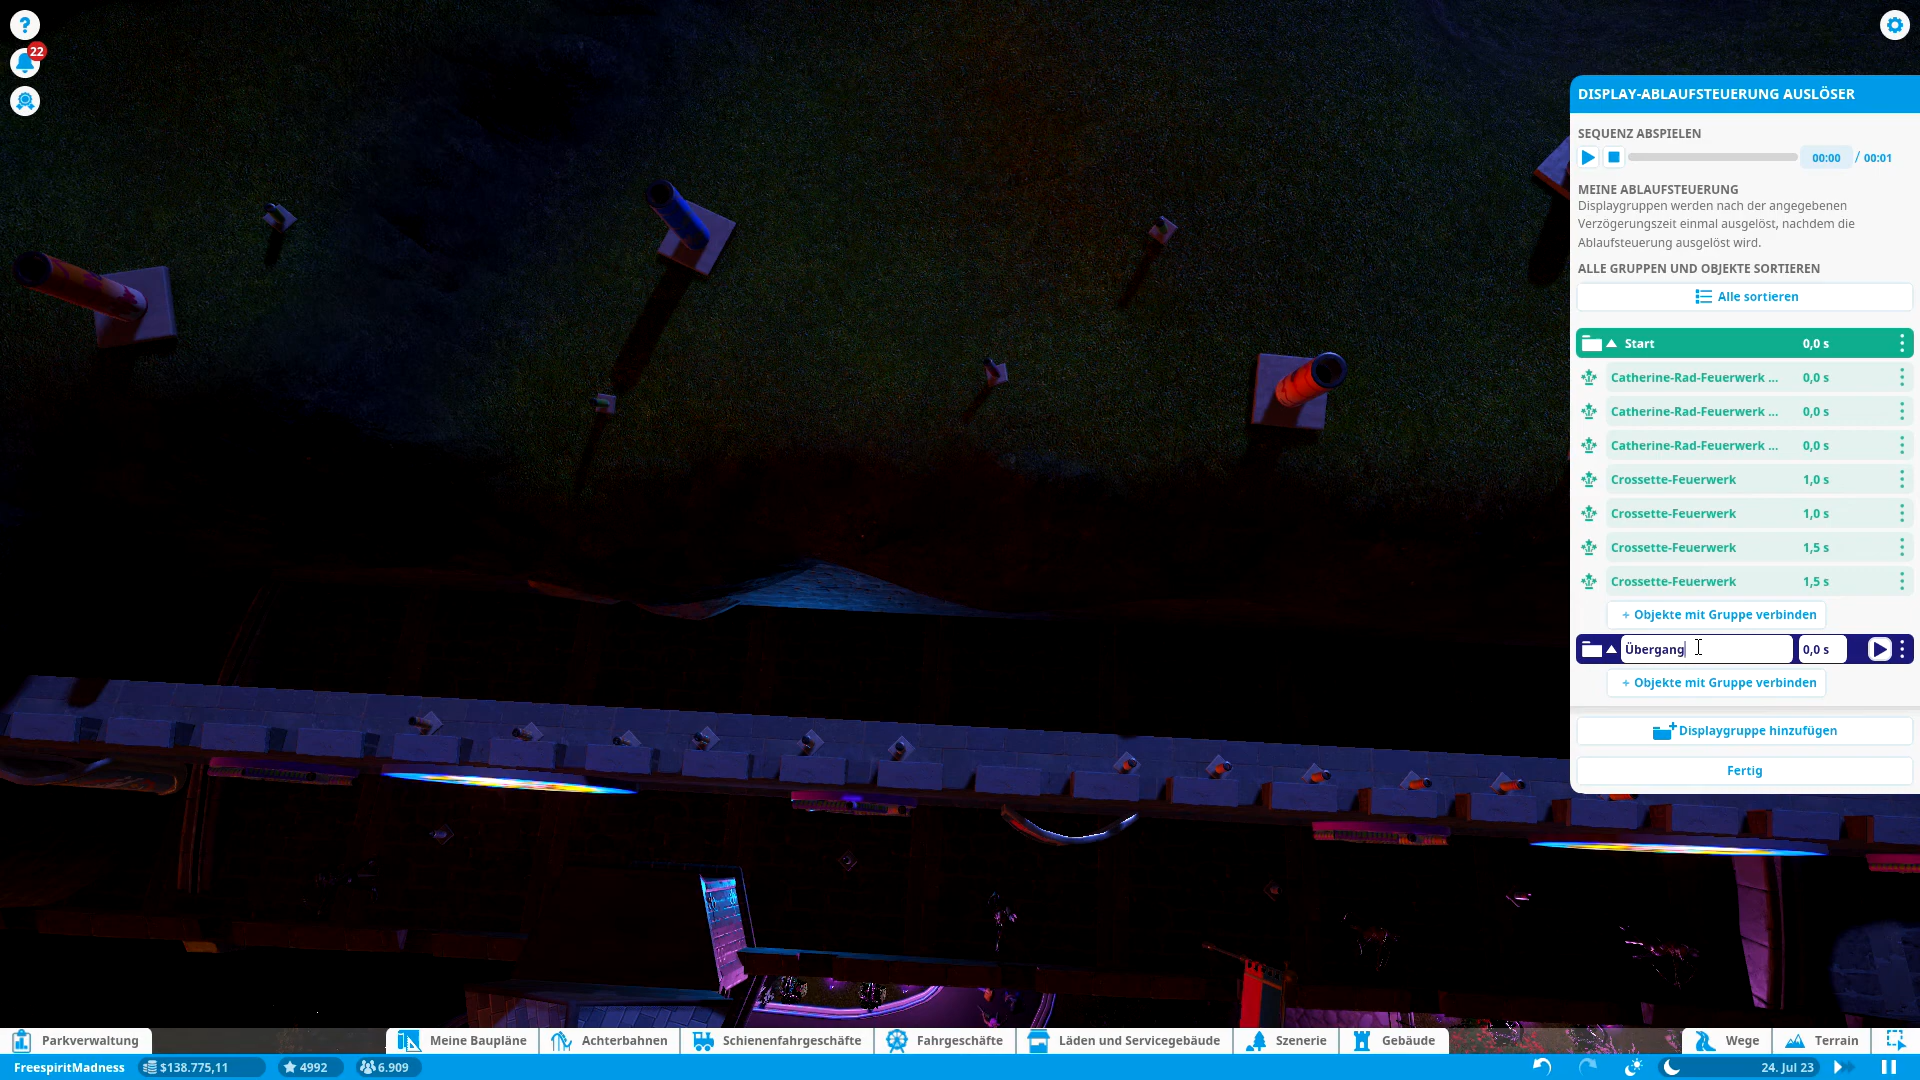 ?
22
DISPLAY-ABLAUFSTEUERUNG AUSLÖSER
SEQUENZ ABSPIELEN
00:00 / 00:01
MEINE ABLAUFSTEUERUNG
Displaygruppen werden nach der angegebenen
Verzögerungszeit einmal ausgelöst, nachdem die
Ablaufsteuerung ausgelöst wird.
ALLE GRUPPEN UND OBJEKTE SORTIEREN
Alle sortieren
Start 0,0 s
Catherine-Rad-Feuerwerk ... 0,0 s
Catherine-Rad-Feuerwerk ... 0,0 s
Catherine-Rad-Feuerwerk ... 0,0 s
Crossette-Feuerwerk 1,0 s
Crossette-Feuerwerk 1,0 s
Crossette-Feuerwerk 1,5 s
Crossette-Feuerwerk 1,5 s
+ Objekte mit Gruppe verbinden
Übergang 0,0 s
+ Objekte mit Gruppe verbinden
Displaygruppe hinzufügen
Fertig
Parkverwaltung Meine Baupläne Achterbahnen Schienenfahrgeschäfte Fahrgeschäfte Läden und Servicegebäude Szenerie Gebäude Wege Terrain
FreespiritMadness $138.775,11 4992 6.909 24. Jul 23